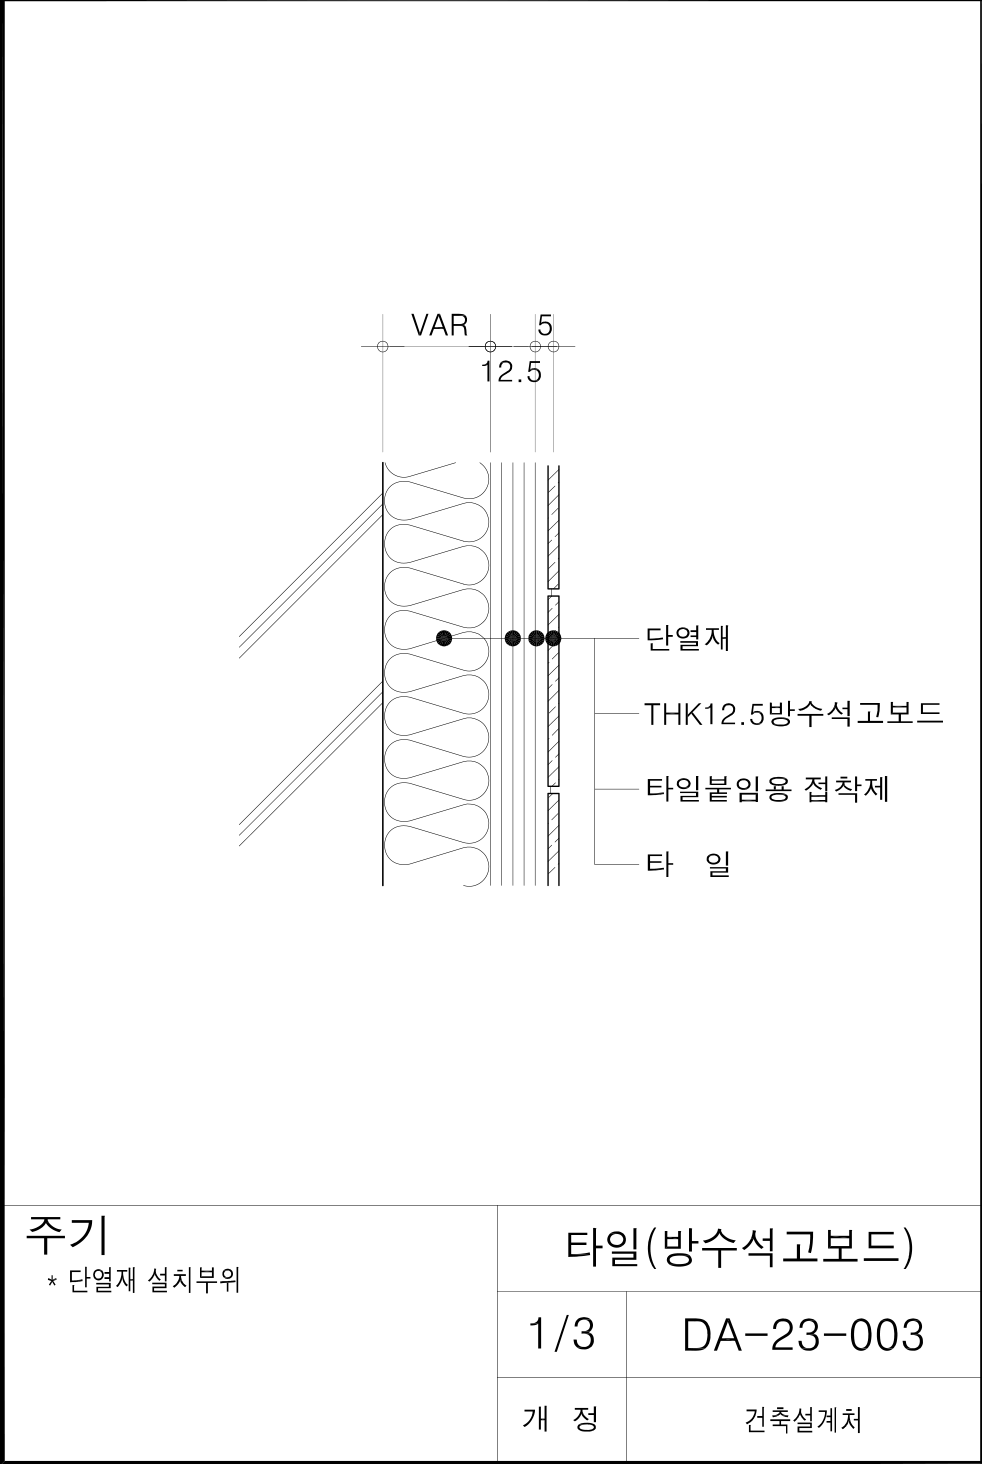 VAR
5
12.5
단열재
THK12.5방수석고보드
타일붙임용 접착제
타 일
주기
* 단열재 설치부위
타일(방수석고보드)
1/3
DA-23-003
개 정
건축설계처